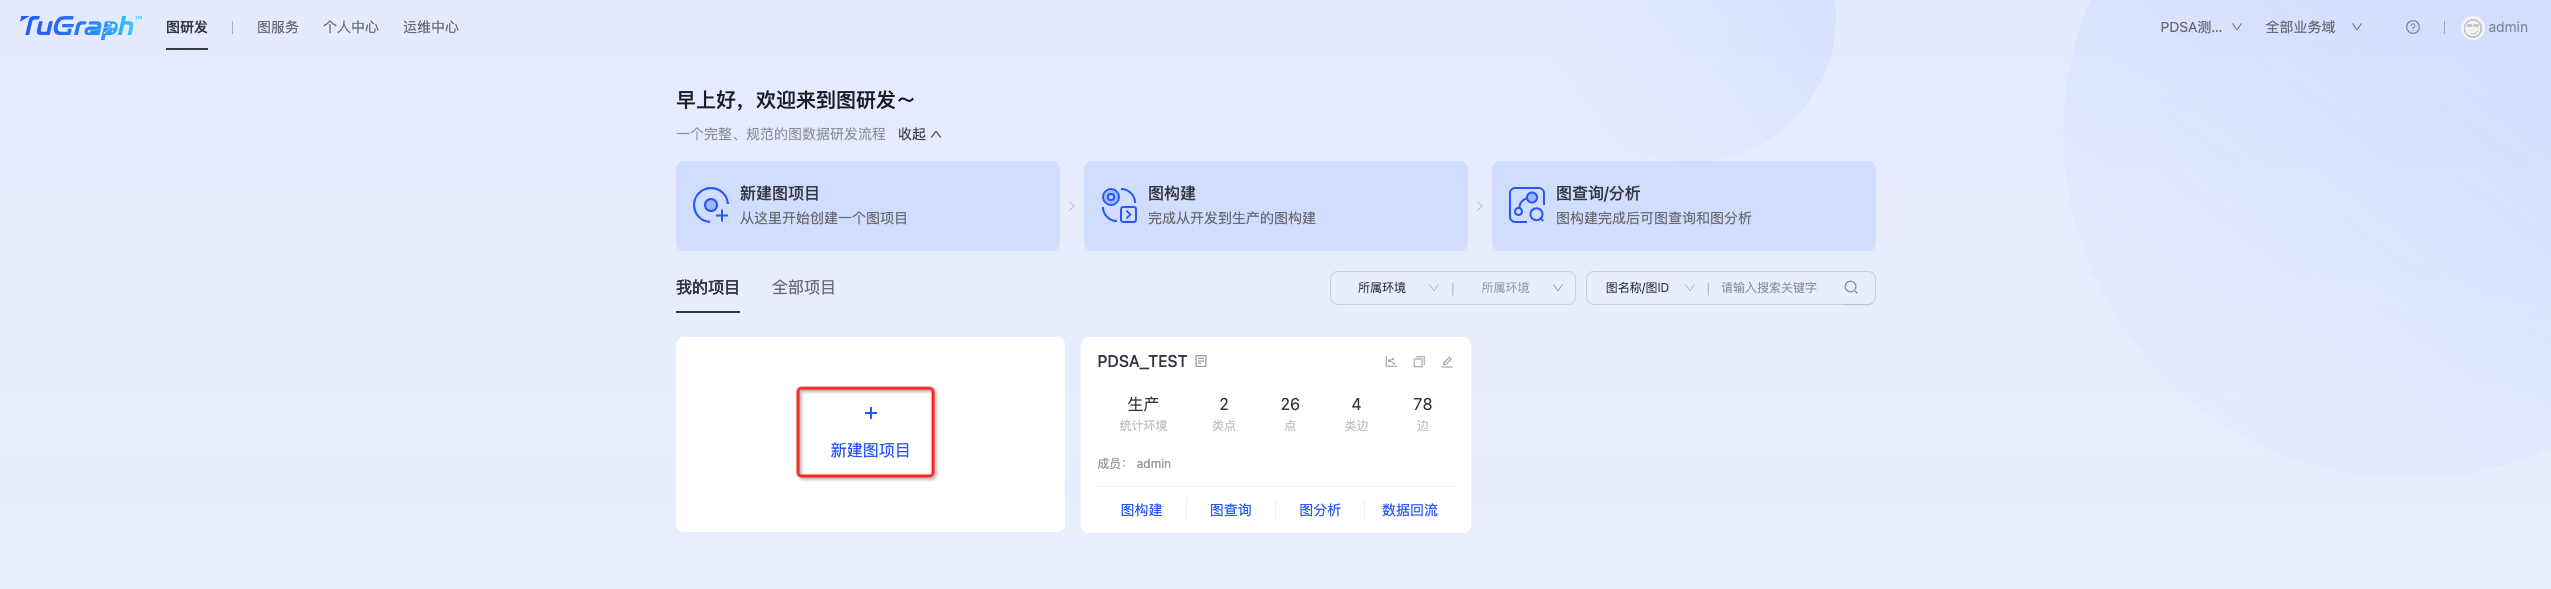 TuGraph™ 图研发 | 图服务 个人中心 运维中心 PDSA测... 全部业务域 | admin
早上好，欢迎来到图研发～
一个完整、规范的图数据研发流程 收起
新建图项目
从这里开始创建一个图项目
图构建
完成从开发到生产的图构建
图查询/分析
图构建完成后可图查询和图分析
我的项目 全部项目 所属环境 | 所属环境 图名称/图ID | 请输入搜索关键字
+
新建图项目
PDSA_TEST
生产 2 26 4 78
统计环境 类点 点 类边 边
成员： admin
图构建 图查询 图分析 数据回流